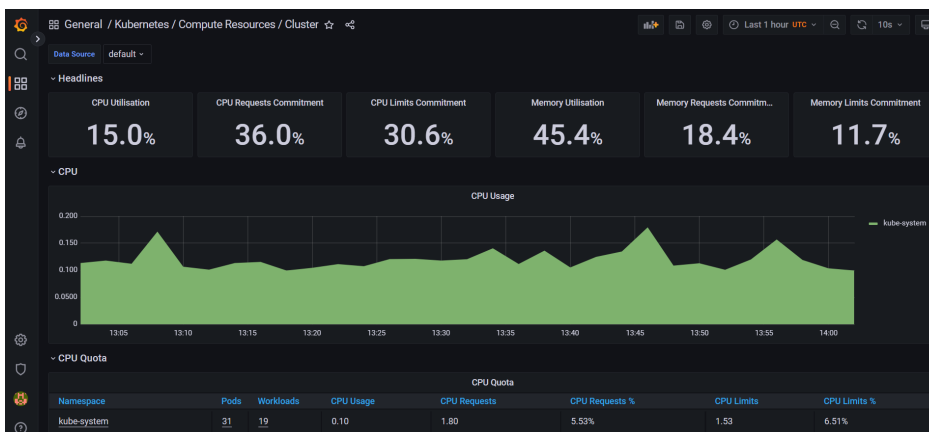 General / Kubernetes / Compute Resources / Cluster
Last 1 hour UTC
10s
Data Source default
Headlines
CPU Utilisation
15.0%
CPU Requests Commitment
36.0%
CPU Limits Commitment
30.6%
Memory Utilisation
45.4%
Memory Requests Commitm...
18.4%
Memory Limits Commitment
11.7%
CPU
CPU Usage
0.200
0.150
0.100
0.0500
0
13:05 13:10 13:15 13:20 13:25 13:30 13:35 13:40 13:45 13:50 13:55 14:00
kube-system
CPU Quota
CPU Quota
Namespace Pods Workloads CPU Usage CPU Requests CPU Requests % CPU Limits CPU Limits %
kube-system 31 19 0.10 1.80 5.53% 1.53 6.51%